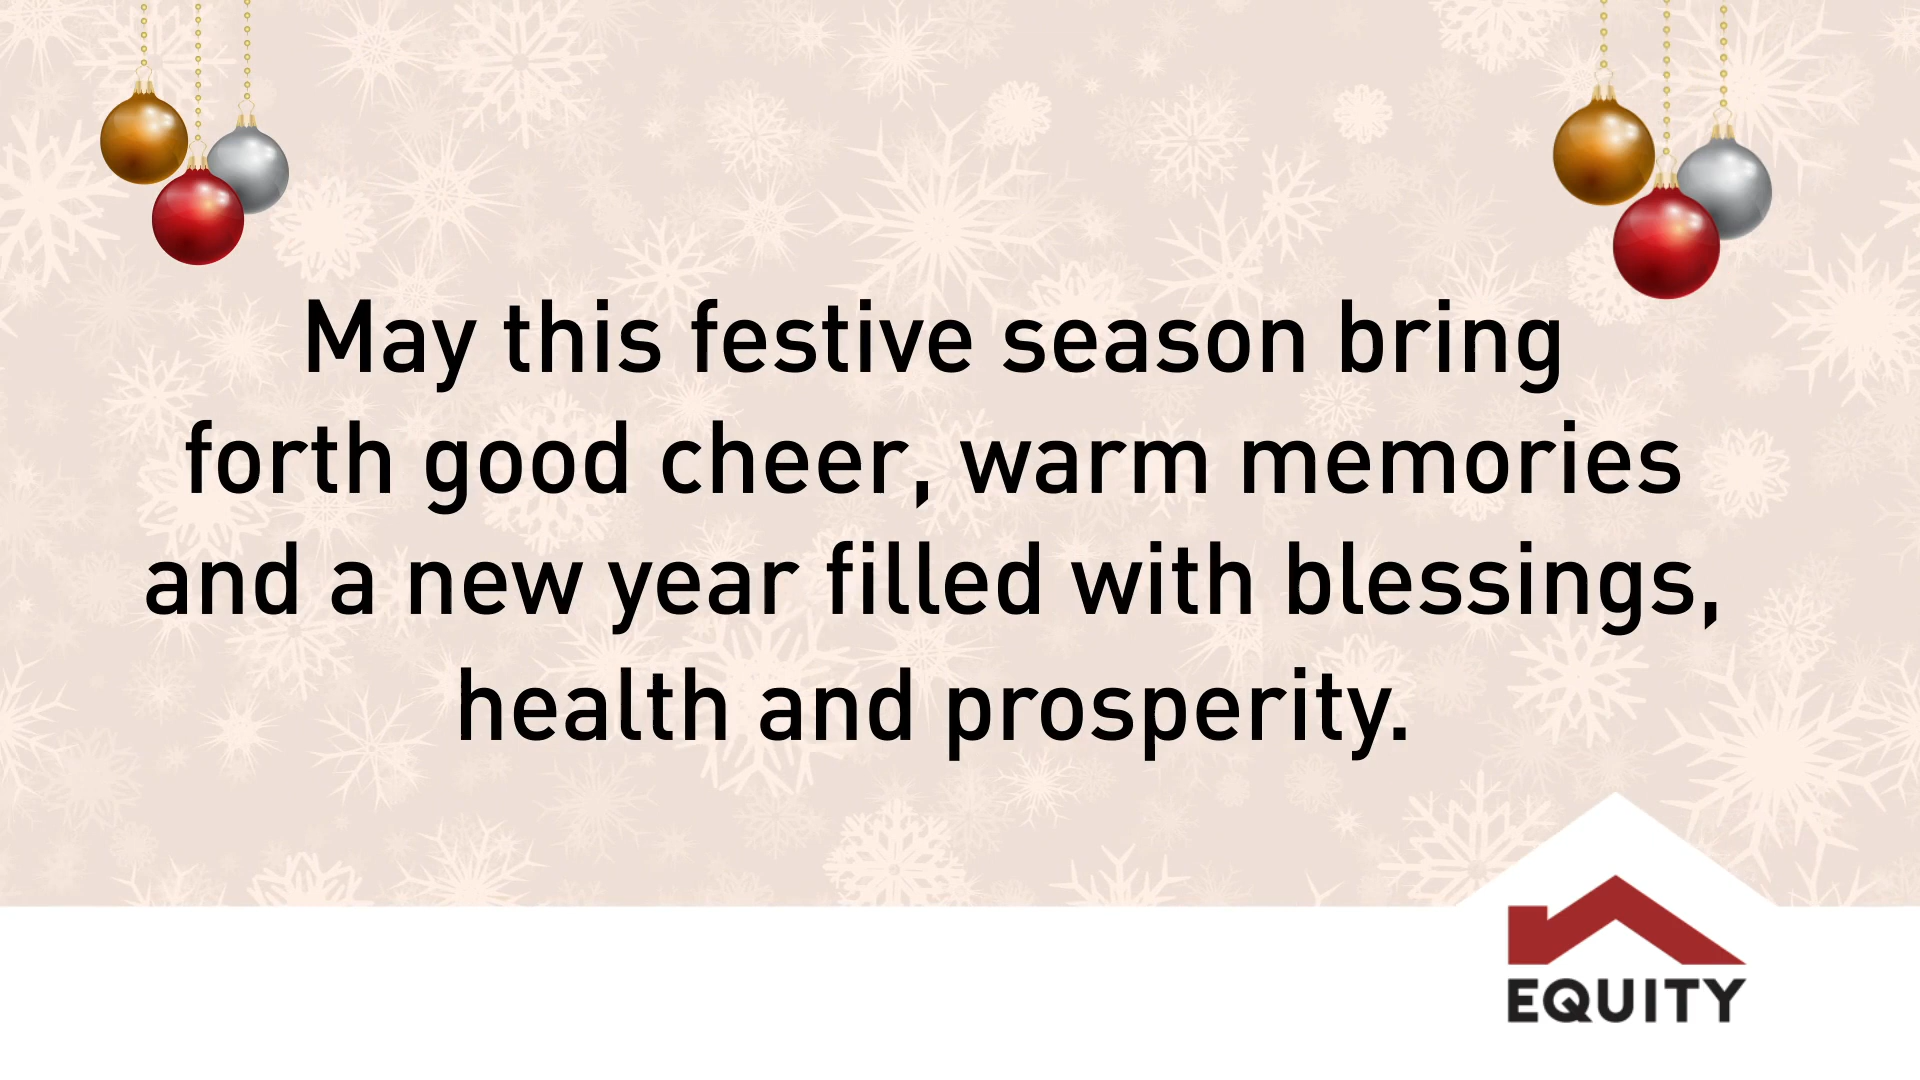 May this festive season bring
forth good cheer, warm memories
and a new year filled with blessings,
health and prosperity.
EQUITY